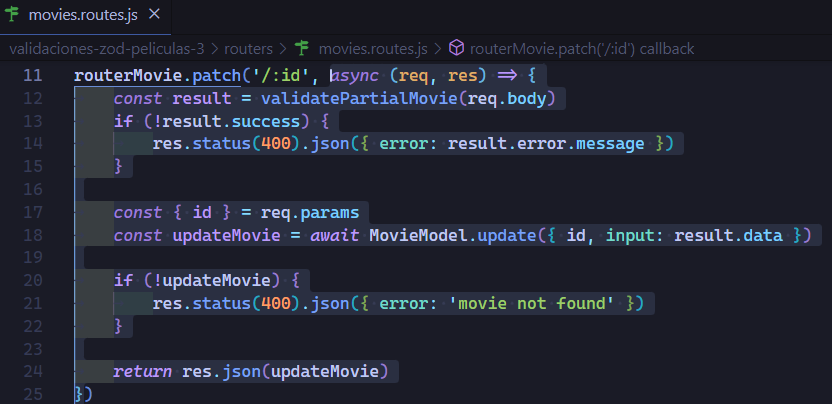 movies.routes.js ×
validaciones-zod-peliculas-3 > routers > movies.routes.js > routerMovie.patch('/:id') callback
11 routerMovie.patch('/:id', async (req, res) => {
12     const result = validatePartialMovie(req.body)
13     if (!result.success) {
14         res.status(400).json({ error: result.error.message })
15     }
16
17     const { id } = req.params
18     const updateMovie = await MovieModel.update({ id, input: result.data })
19
20     if (!updateMovie) {
21         res.status(400).json({ error: 'movie not found' })
22     }
23
24     return res.json(updateMovie)
25 })